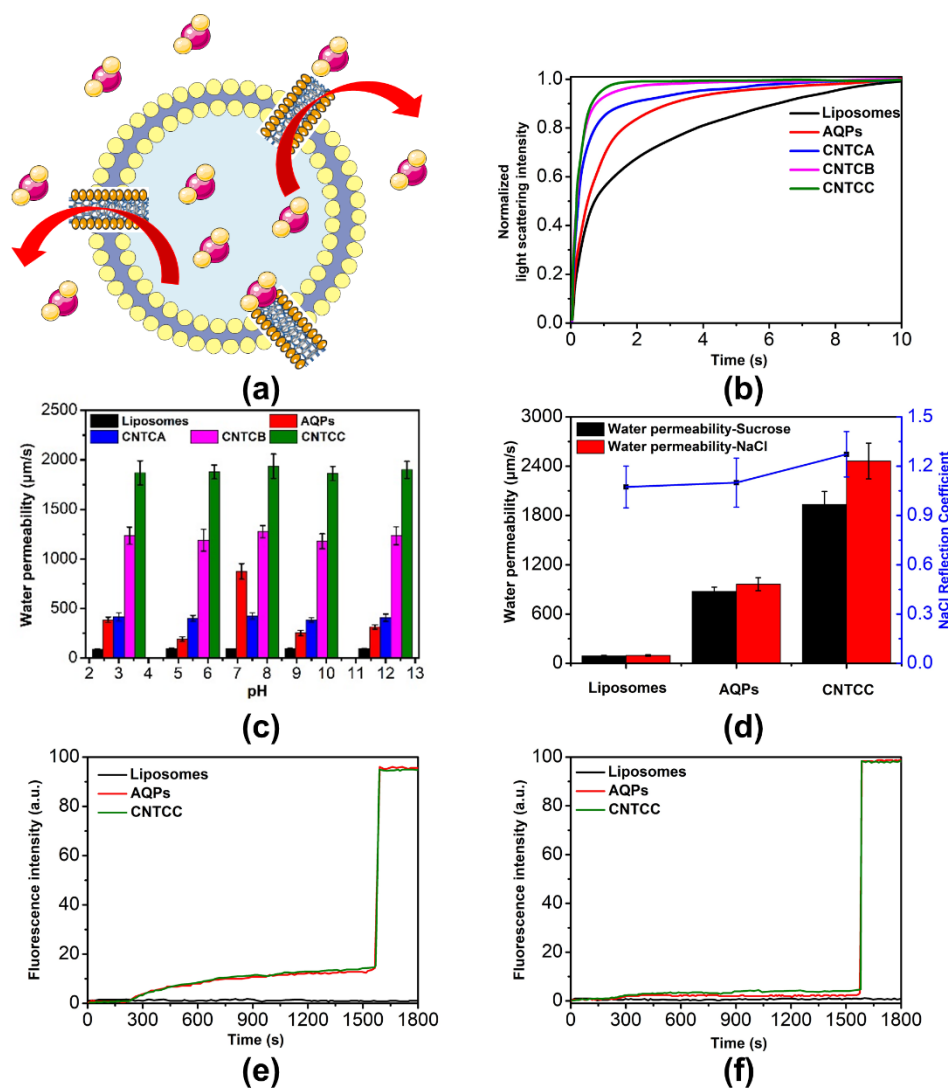 (a)
Normalized
light scattering intensity
1.0
0.8
0.6
0.4
0.2
0.0
Liposomes
AQPs
CNTCA
CNTCB
CNTCC
0 2 4 6 8 10
Time (s)
(b)
Water permeability (μm/s)
2500
2000
1500
1250
1000
750
500
250
0
Liposomes AQPs
CNTCA CNTCB CNTCC
2 3 4 5 6 7 8 9 10 11 12 13
pH
(c)
Water permeability (μm/s)
3000
2400
1800
1200
600
0
Water permeability-Sucrose
Water permeability-NaCl
1.5
1.2
0.9
0.6
0.3
0.0
NaCl Reflection Coefficient
Liposomes AQPs CNTCC
(d)
Fluorescence intensity (a.u.)
100
80
60
40
20
0
Liposomes
AQPs
CNTCC
0 300 600 900 1200 1500 1800
Time (s)
(e)
Fluorescence intensity (a.u.)
100
80
60
40
20
0
Liposomes
AQPs
CNTCC
0 300 600 900 1200 1500 1800
Time (s)
(f)